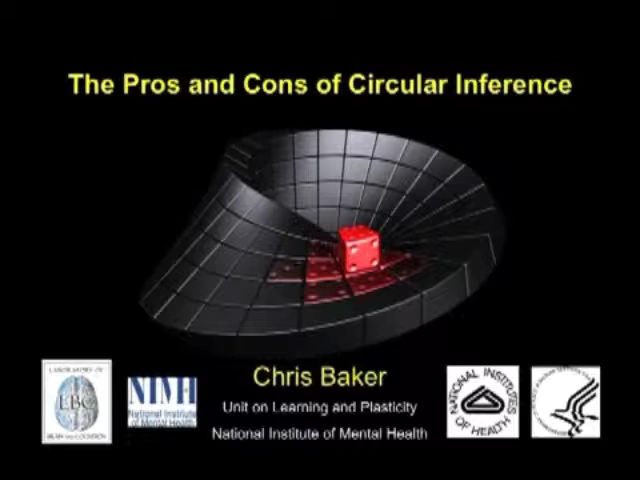 The Pros and Cons of Circular Inference
Chris Baker
Unit on Learning and Plasticity
National Institute of Mental Health
LBC
NIMH
National Institute
of Mental Health
NATIONAL INSTITUTES
OF HEALTH